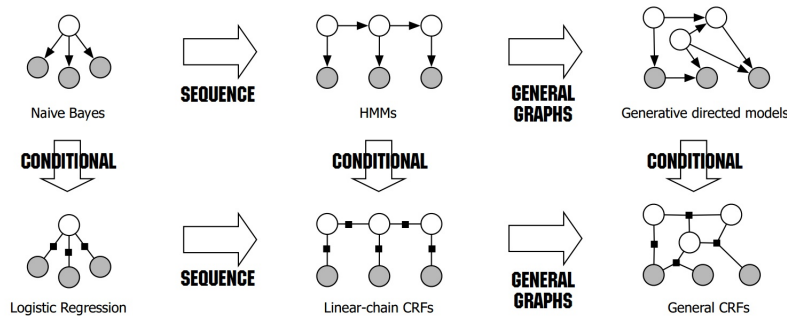 SEQUENCE
GENERAL
GRAPHS
Naive Bayes
HMMs
Generative directed models
CONDITIONAL
CONDITIONAL
CONDITIONAL
SEQUENCE
GENERAL
GRAPHS
Logistic Regression
Linear-chain CRFs
General CRFs